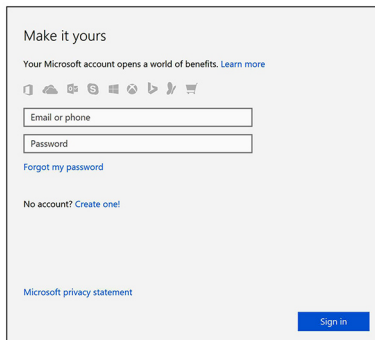 Make it yours
Your Microsoft account opens a world of benefits. Learn more
Email or phone
Password
Forgot my password
No account? Create one!
Microsoft privacy statement
Sign in